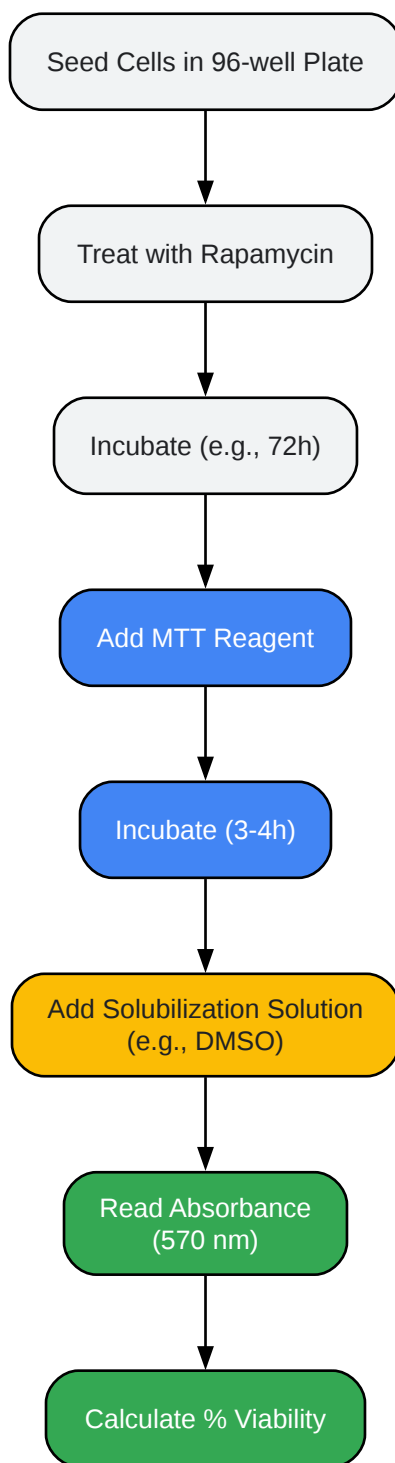 Seed Cells in 96-well Plate
Treat with Rapamycin
Incubate (e.g., 72h)
Add MTT Reagent
Incubate (3-4h)
Add Solubilization Solution
(e.g., DMSO)
Read Absorbance
(570 nm)
Calculate % Viability